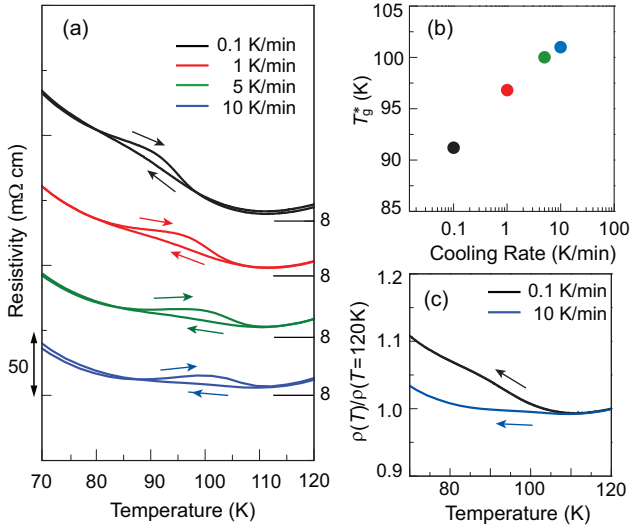 (a)
0.1 K/min
1 K/min
5 K/min
10 K/min
Resistivity (mΩ cm)
50
8
8
8
8
70 80 90 100 110 120
Temperature (K)
(b)
T*g (K)
105
100
95
90
85
0.1 1 10 100
Cooling Rate (K/min)
(c)
0.1 K/min
10 K/min
ρ(T)/ρ(T=120K)
1.2
1.1
1.0
0.9
80 100 120
Temperature (K)